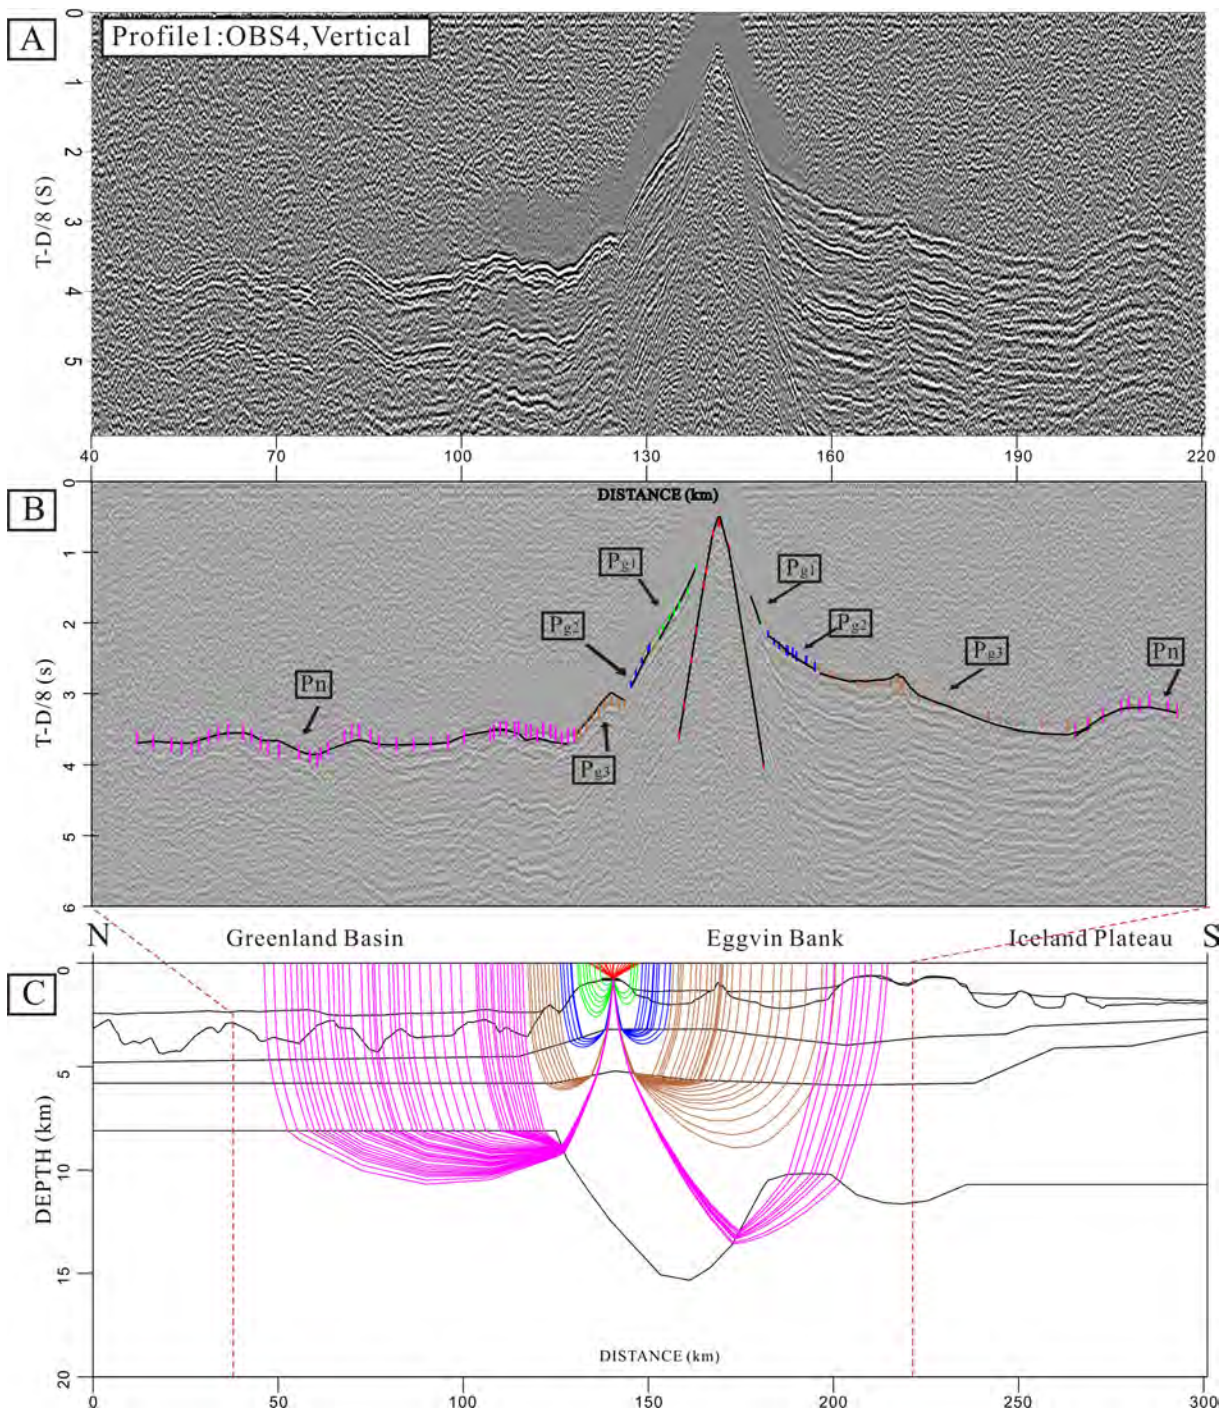 A
Profile1:OBS4,Vertical
0
1
2
3
4
5
T-D/8 (S)
40 70 100 130 160 190 220
B
DISTANCE (km)
0
1
2
3
4
5
6
T-D/8 (s)
Pg1
Pg1
Pg2
Pg2
Pg3
Pn
Pn
Pg3
N Greenland Basin Eggvin Bank Iceland Plateau S
C
0
5
10
15
20
DEPTH (km)
DISTANCE (km)
0 50 100 150 200 250 300